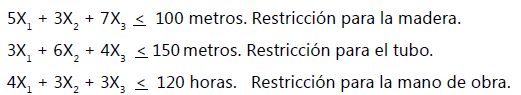 5X₁ + 3X₂ + 7X₃ ≤ 100 metros. Restricción para la madera.
3X₁ + 6X₂ + 4X₃ ≤ 150 metros. Restricción para el tubo.
4X₁ + 3X₂ + 3X₃ ≤ 120 horas. Restricción para la mano de obra.